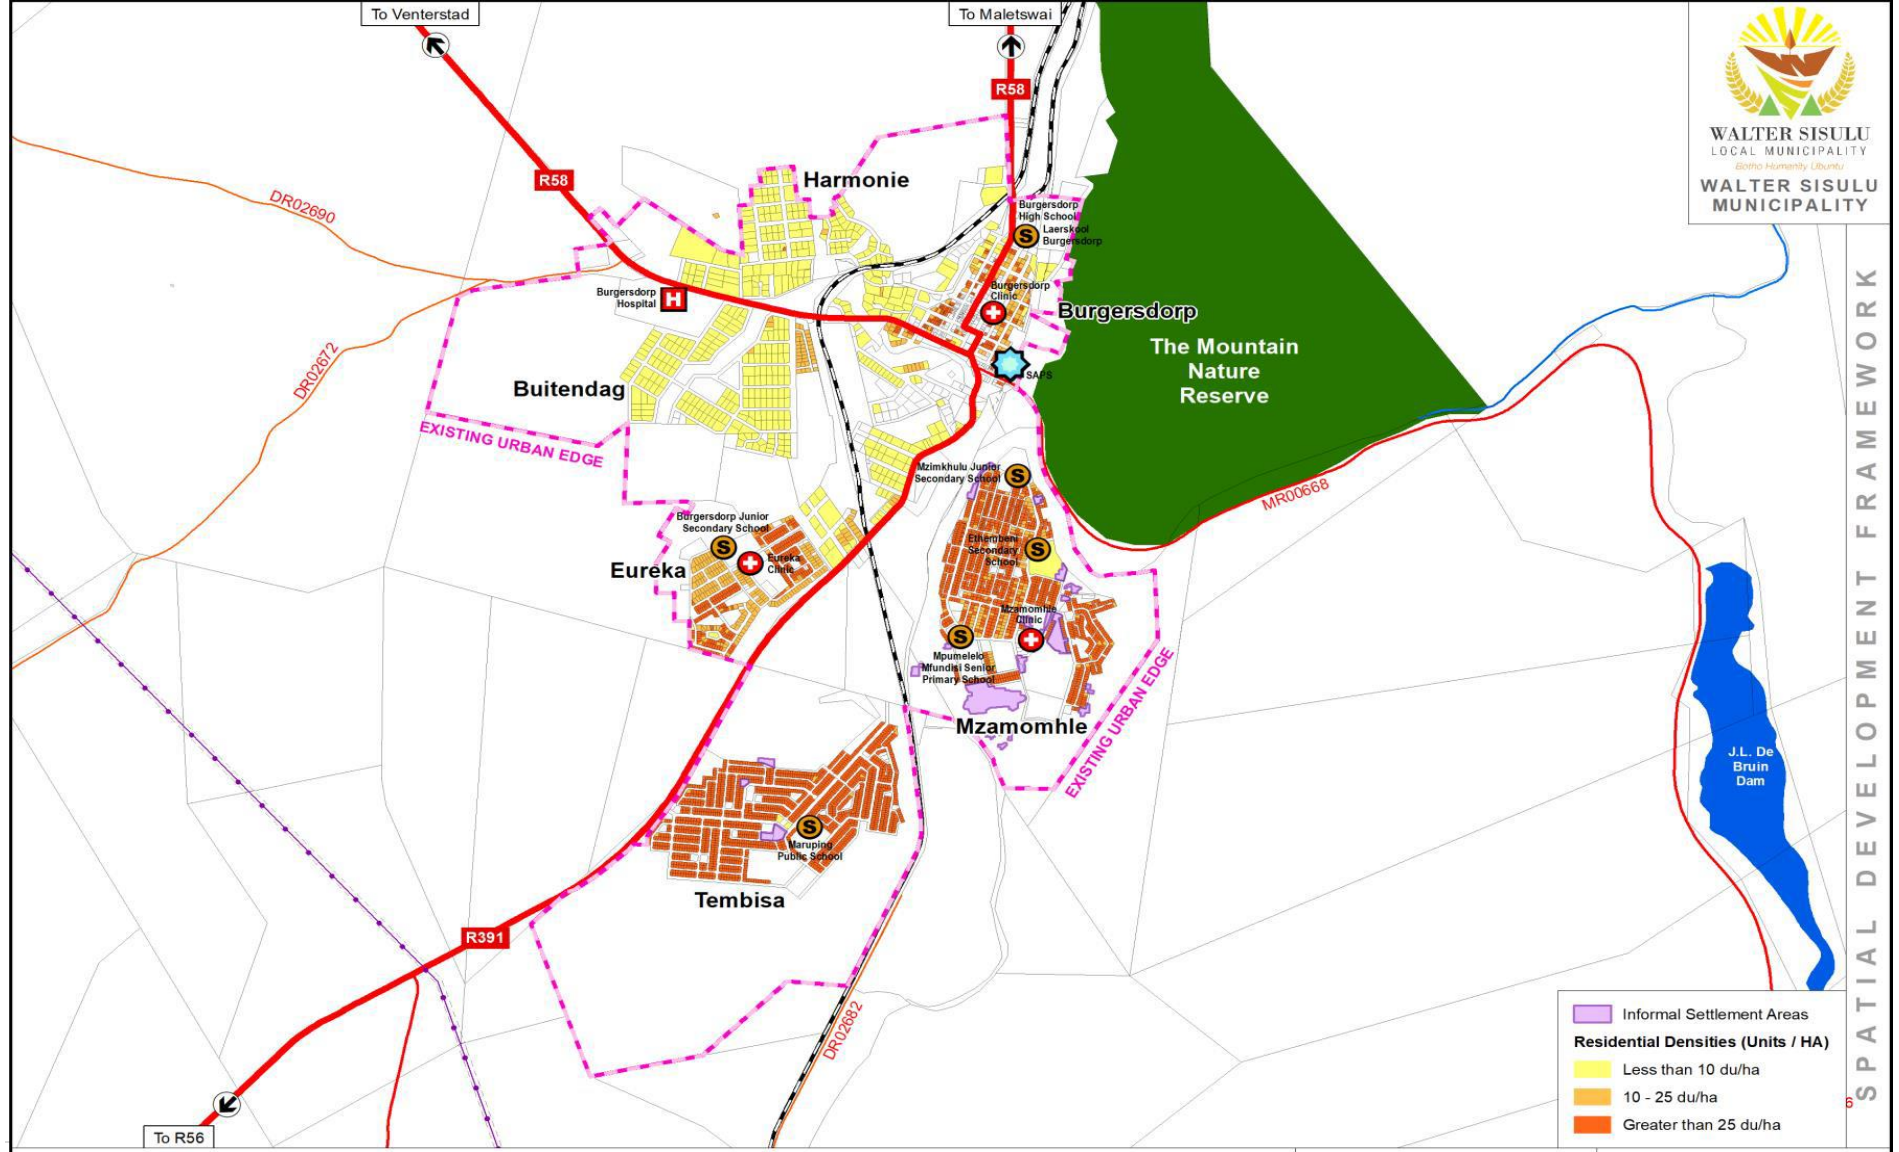 To Venterstad
To Maletswai
R58
R58
WALTER SISULU
LOCAL MUNICIPALITY
Botho Humanity Ubuntu
WALTER SISULU
MUNICIPALITY
DR02690
Harmonie
Burgersdorp
High School
Laerskool
Burgersdorp
S
Burgersdorp
Hospital
H
Burgersdorp
Clinic
Burgersdorp
The Mountain
Nature
Reserve
SAPS
DR02672
Buitendag
EXISTING URBAN EDGE
Mzimkhulu Junior
Secondary School
S
MR00668
Burgersdorp Junior
Secondary School
S
Eureka
Clinic
Eureka
Ethembeni
Secondary
School
S
Mzamomhle
Clinic
S
Mpumelelo
Mfundisi Senior
Primary School
Mzamomhle
EXISTING URBAN EDGE
J.L. De
Bruin
Dam
S
Maruping
Public School
Tembisa
R391
DR02682
To R56
Informal Settlement Areas
Residential Densities (Units / HA)
Less than 10 du/ha
10 - 25 du/ha
Greater than 25 du/ha
6
SPATIAL DEVELOPMENT FRAMEWORK